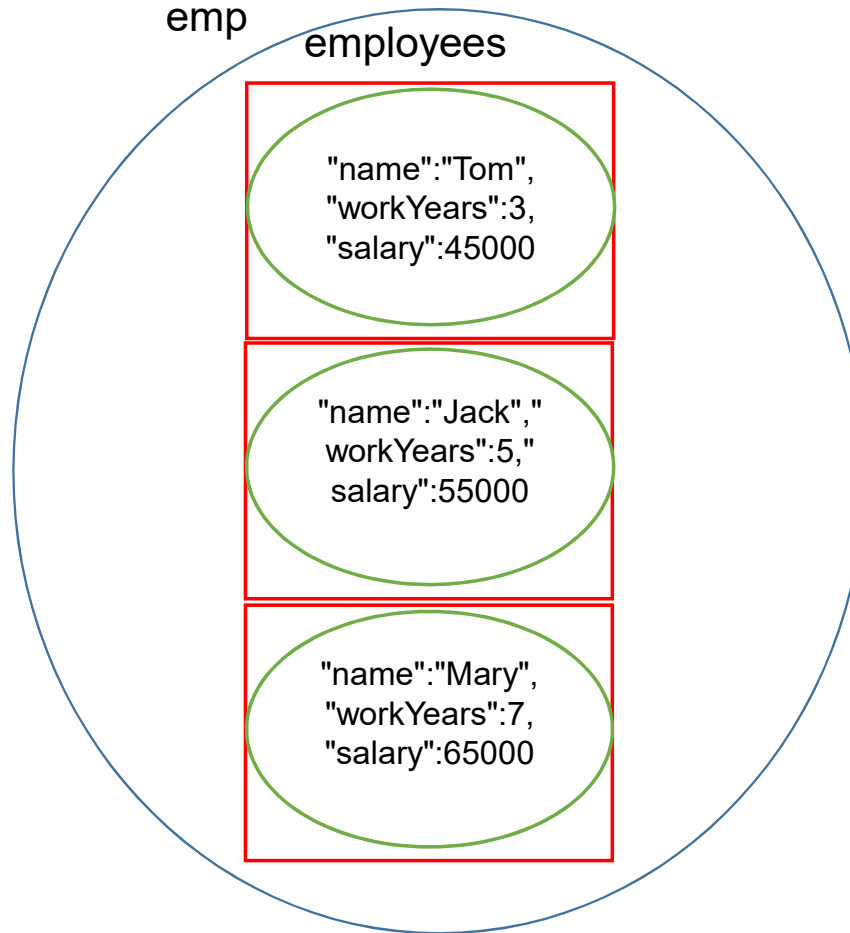 emp
employees
"name":"Tom",
"workYears":3,
"salary":45000
"name":"Jack","
workYears":5,"
salary":55000
"name":"Mary",
"workYears":7,
"salary":65000